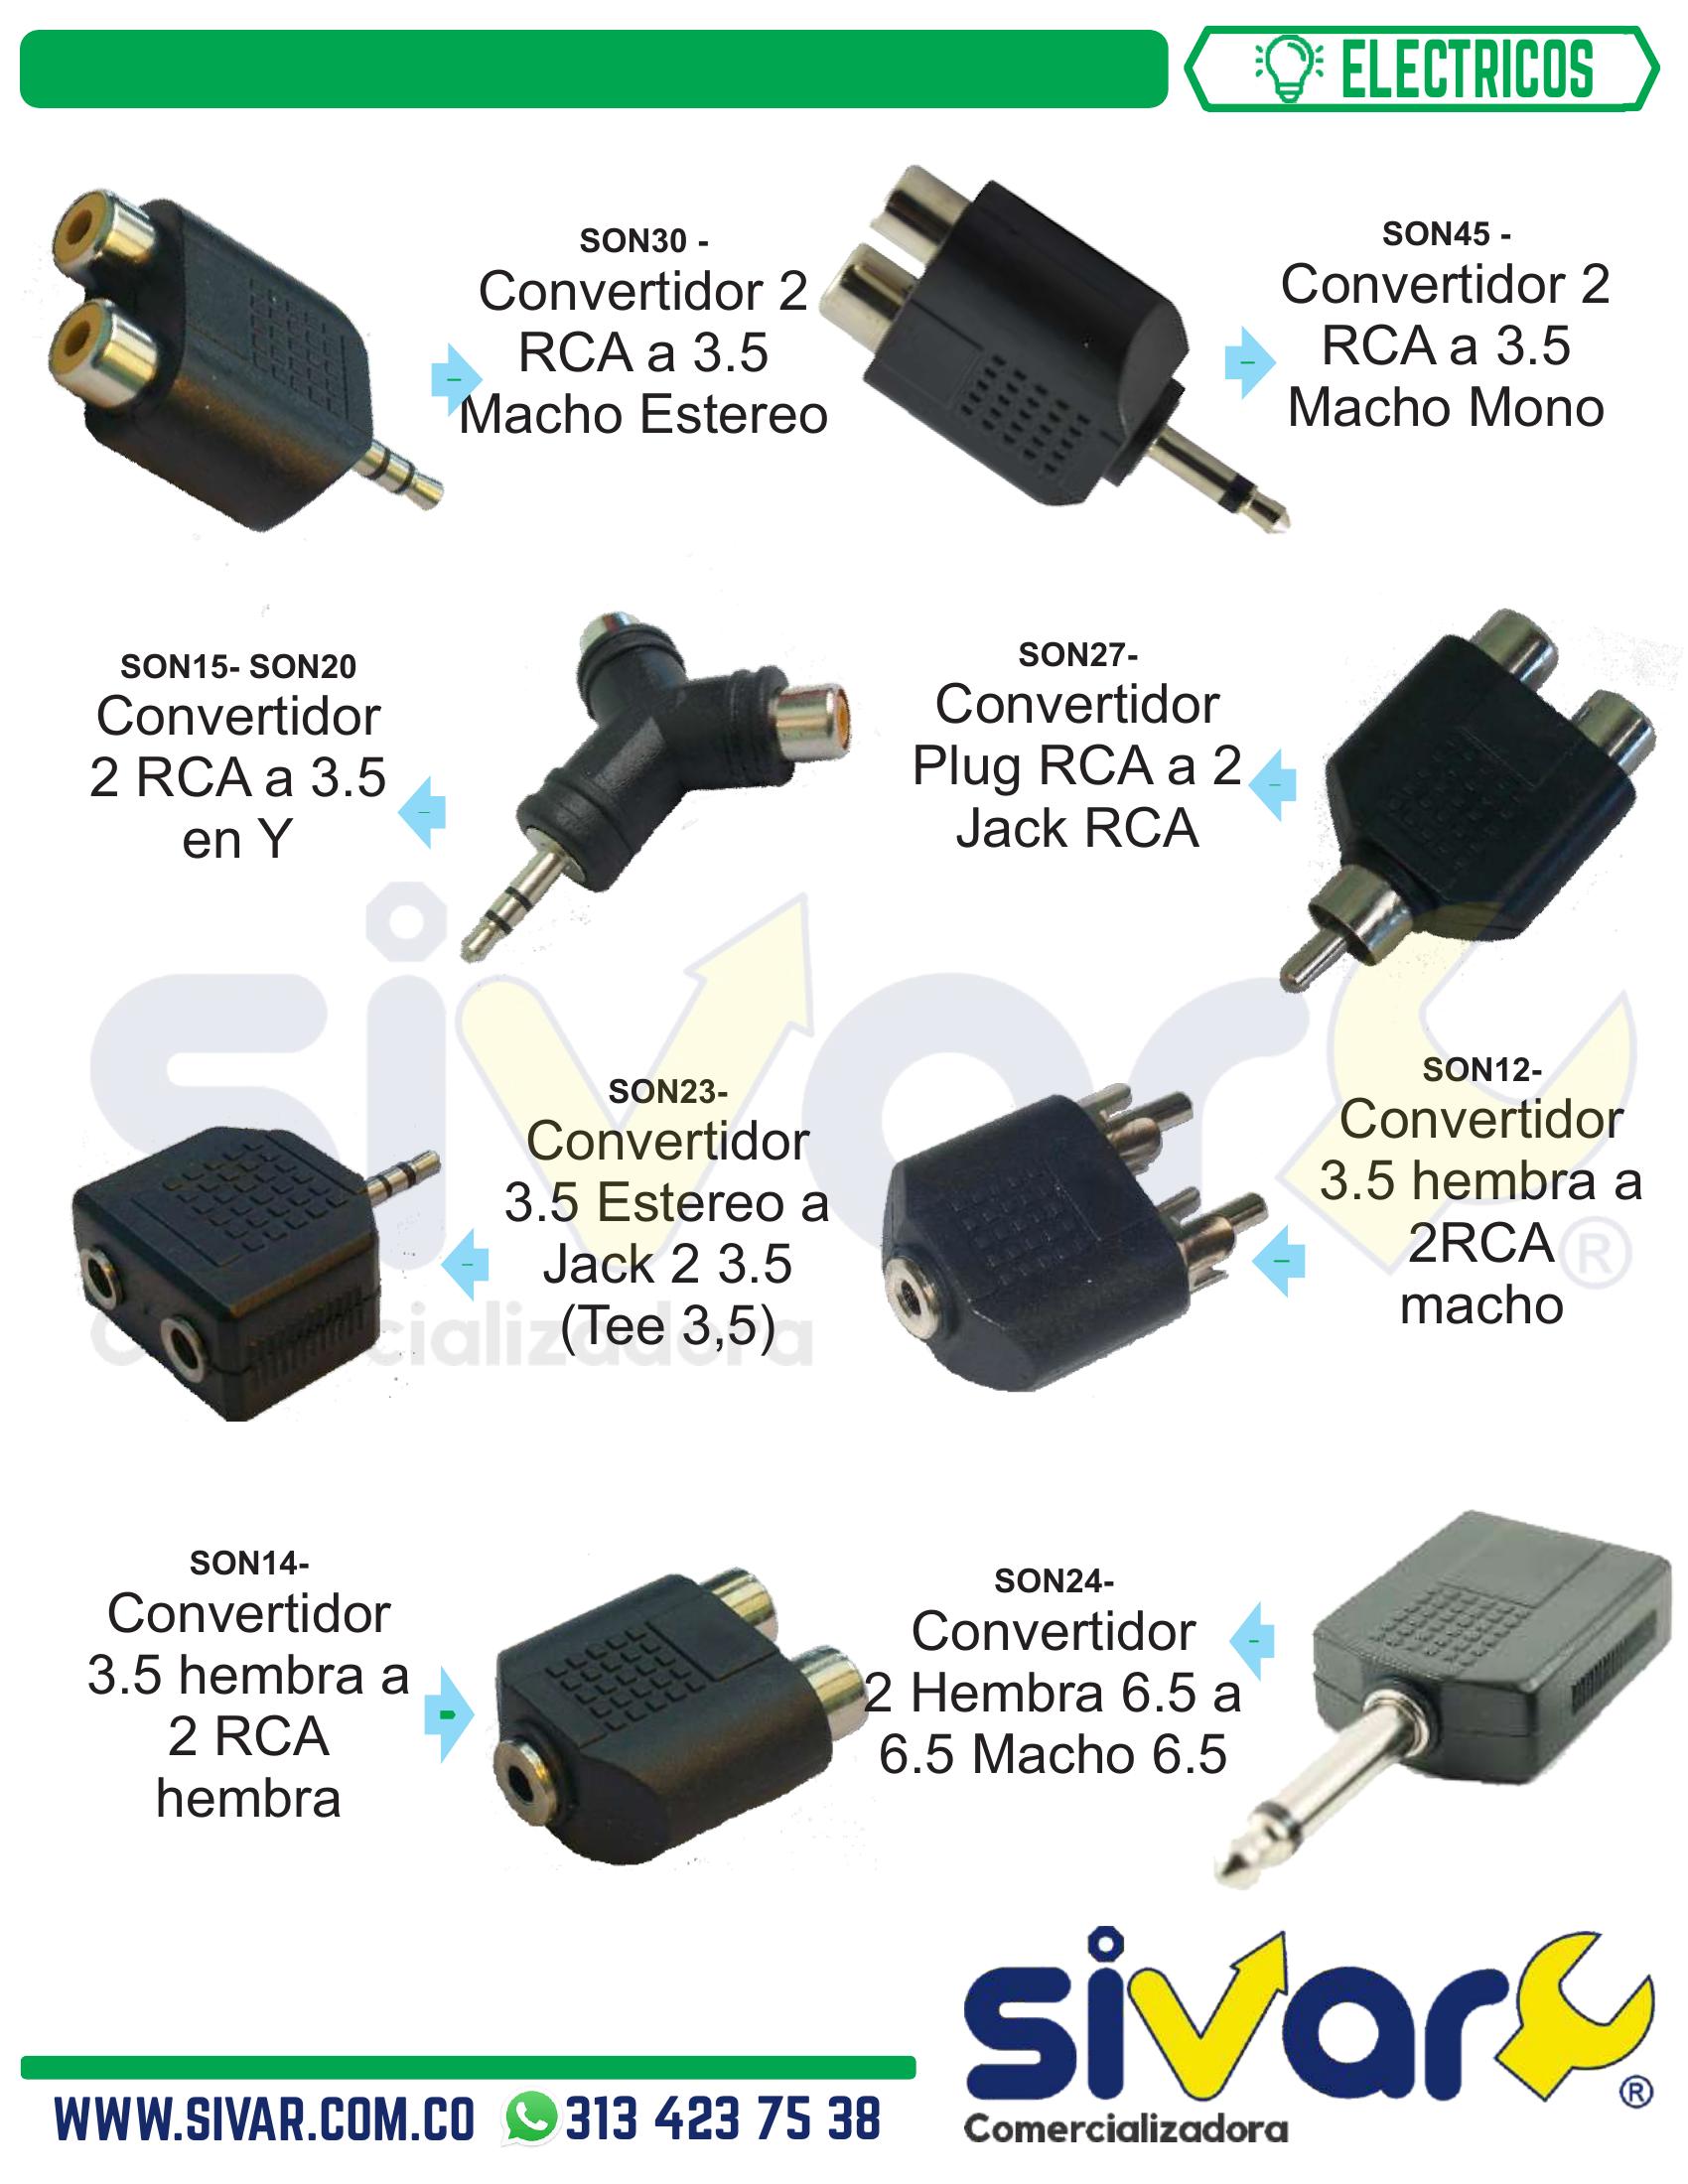 ELECTRICOS
SON30 -
Convertidor 2
RCA a 3.5
Macho Estereo
SON45 -
Convertidor 2
RCA a 3.5
Macho Mono
SON15- SON20
Convertidor
2 RCA a 3.5
en Y
SON27-
Convertidor
Plug RCA a 2
Jack RCA
SON23-
Convertidor
3.5 Estereo a
Jack 2 3.5
(Tee 3,5)
SON12-
Convertidor
3.5 hembra a
2RCA
macho
SON14-
Convertidor
3.5 hembra a
2 RCA
hembra
SON24-
Convertidor
2 Hembra 6.5 a
6.5 Macho 6.5
sivar
®
Comercializadora
WWW.SIVAR.COM.CO 313 423 75 38